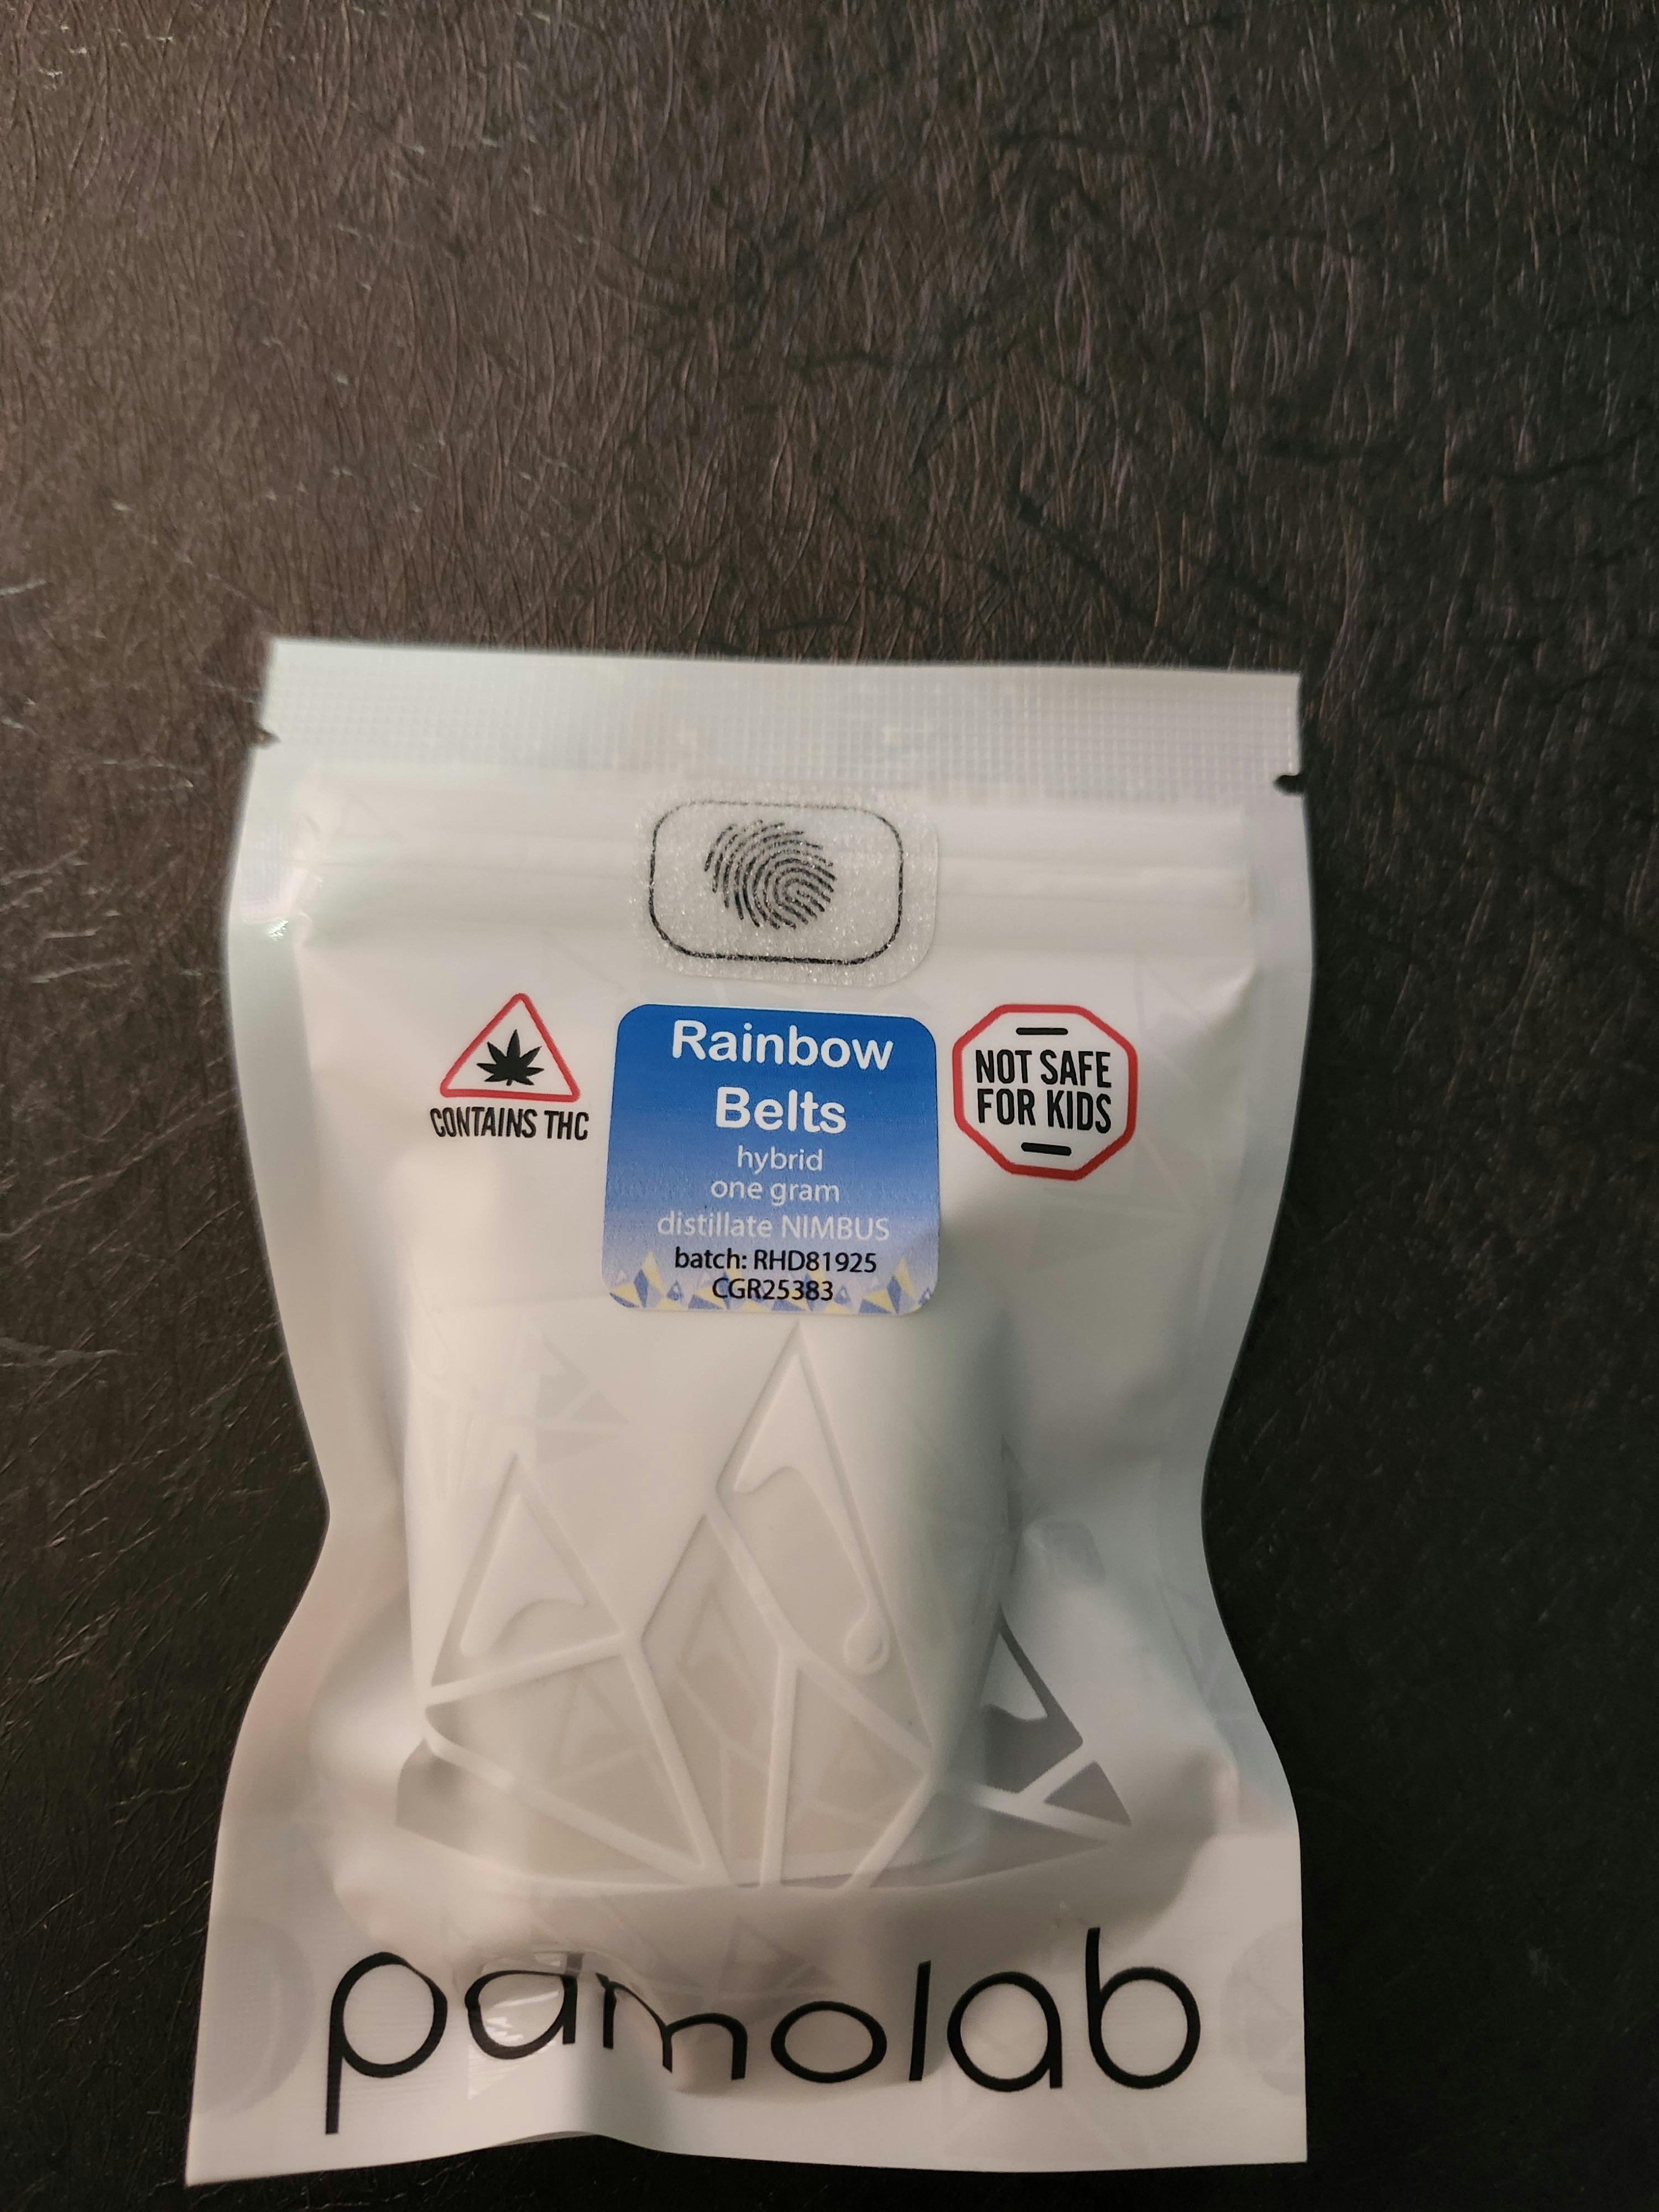 CONTAINS THC
Rainbow
Belts
hybrid
one gram
distillate NIMBUS
batch: RHD81925
CGR25383
NOT SAFE
FOR KIDS
pamolab